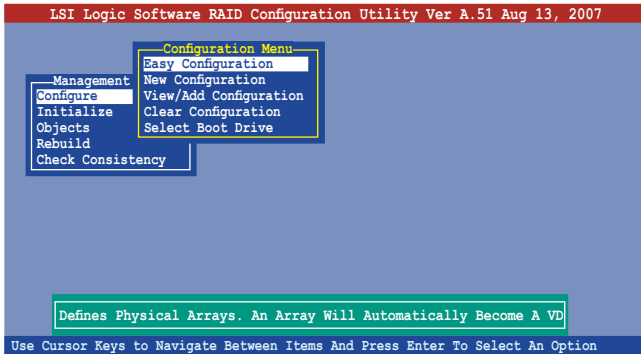 LSI Logic Software RAID Configuration Utility Ver A.51 Aug 13, 2007
Configuration Menu
Easy Configuration
New Configuration
View/Add Configuration
Clear Configuration
Select Boot Drive
Management
Configure
Initialize
Objects
Rebuild
Check Consistency
Defines Physical Arrays. An Array Will Automatically Become A VD
Use Cursor Keys to Navigate Between Items And Press Enter To Select An Option